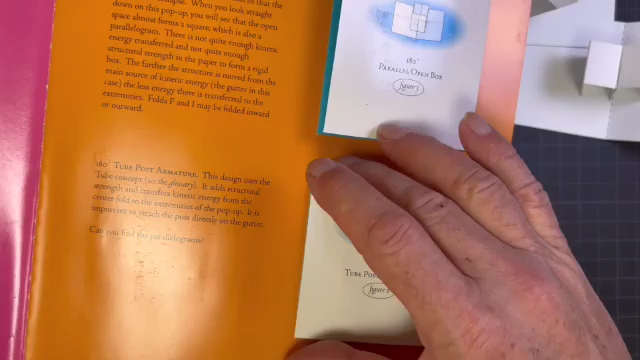 collapse. When you look straight
down on this pop-up, you will see that the open
space almost forms a square, which is also a
parallelogram. There is not quite enough kinetic
energy transferred and not quite enough
structural strength in the paper to form a rigid
box. The farther the structure is moved from the
main source of kinetic energy (the gutter in this
case) the less energy there is transferred to the
extremities. Folds F and I may be folded inward
or outward.
180° TUBE POST ARMATURE. This design uses the
Tube concept (see the glossary). It adds structural
strength and transfers kinetic energy from the
center fold to the extremities of the pop-up. It is
important to attach the post directly on the gutter.
Can you find the parallelograms?
180°
PARALLEL OPEN BOX
figure 5
TUBE POST
figure